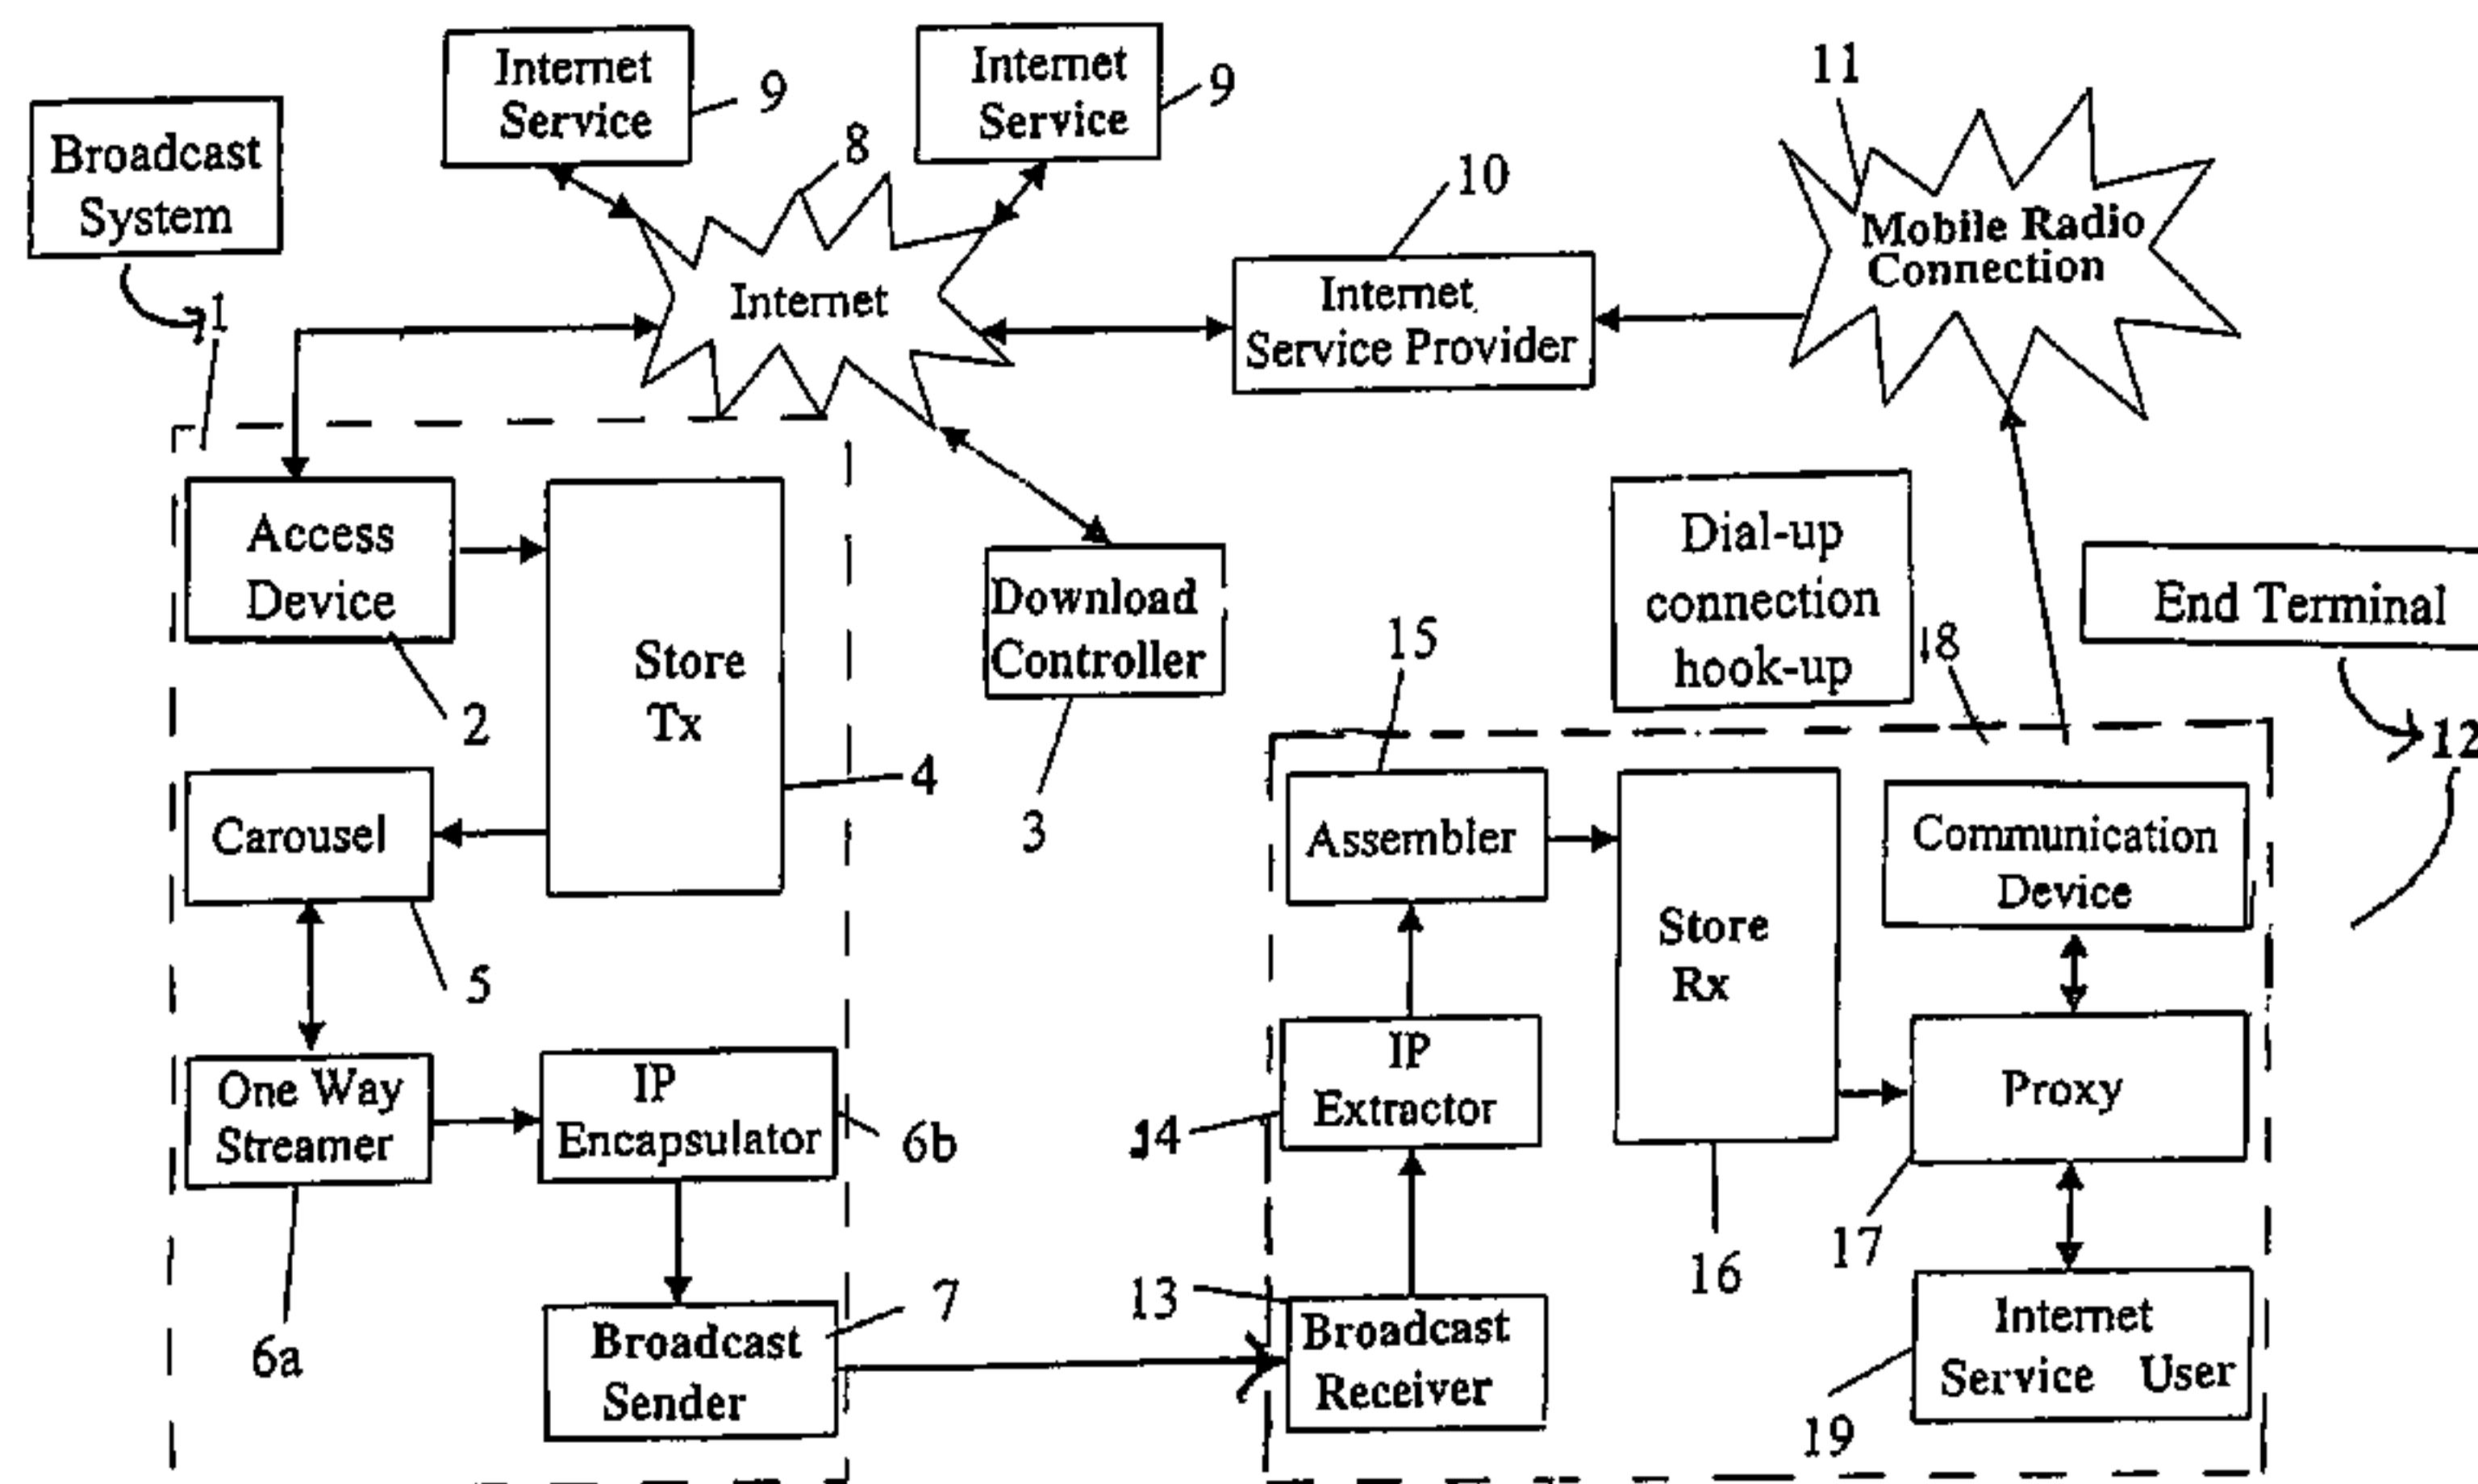 Internet
Service
9
Internet
Service
9
11
Broadcast
System
8
10
Mobile Radio
Connection
1
Internet
Internet
Service Provider
Access
Device
2
Store
Tx
4
Download
Controller
3
Dial-up
connection
hook-up
End Terminal
12
15
18
Carousel
5
Assembler
Store
Rx
16
Communication
Device
One Way
Streamer
6a
IP
Encapsulator
6b
14
IP
Extractor
Proxy
17
Broadcast
Sender
7
13
Broadcast
Receiver
Internet
Service User
19